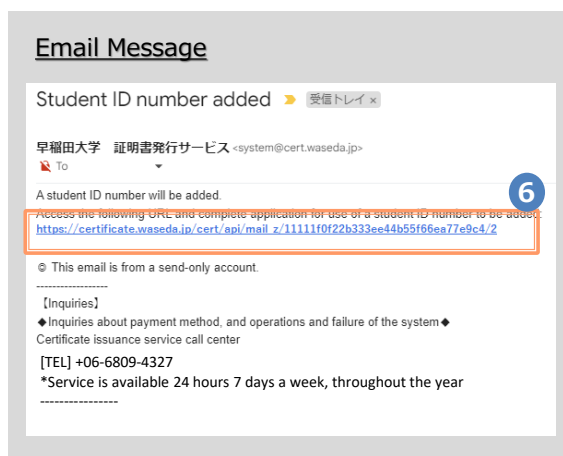 Email Message
Student ID number added 受信トレイ ×
早稲田大学 証明書発行サービス <system@cert.waseda.jp>
To
A student ID number will be added.
6
Access the following URL and complete application for use of a student ID number to be added.
https://certificate.waseda.jp/cert/api/mail_z/11111f0f22b333ee44b55f66ea77e9c4/2
◎ This email is from a send-only account.
------------------
【Inquiries】
◆Inquiries about payment method, and operations and failure of the system◆
Certificate issuance service call center
[TEL] +06-6809-4327
*Service is available 24 hours 7 days a week, throughout the year
----------------